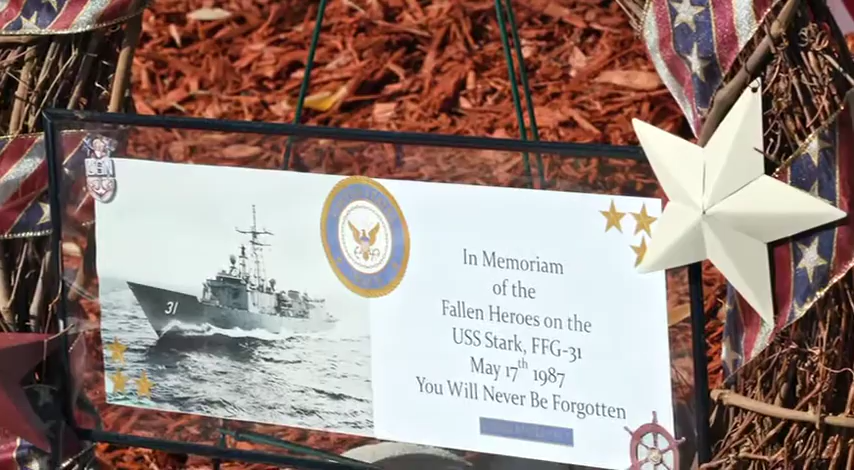 31
In Memoriam
of the
Fallen Heroes on the
USS Stark, FFG-31
May 17th 1987
You Will Never Be Forgotten